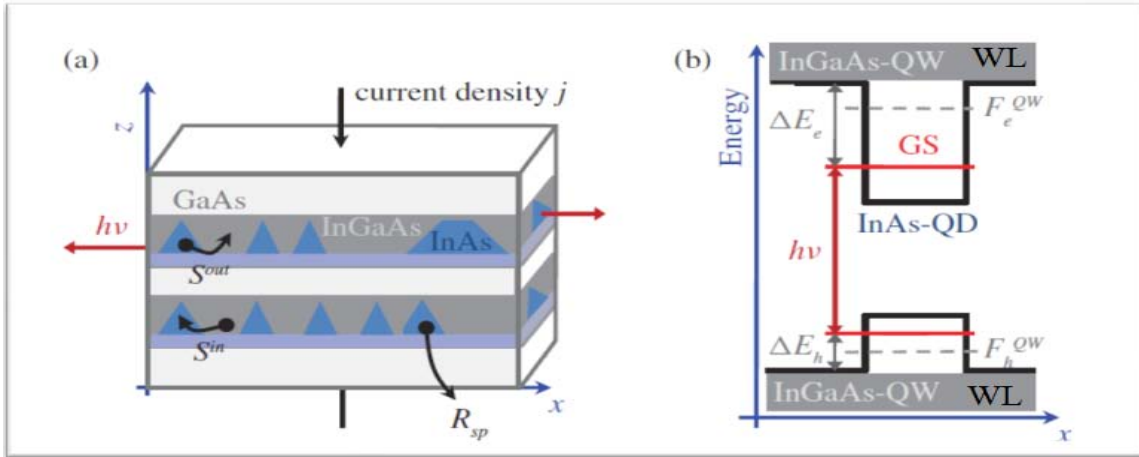 (a)
current density j
z
GaAs
InGaAs
InAs
hν
S^out
S^in
R_sp
x
(b)
Energy
InGaAs-QW WL
ΔE_e
F_e^QW
GS
InAs-QD
hν
ΔE_h
F_h^QW
InGaAs-QW WL
x